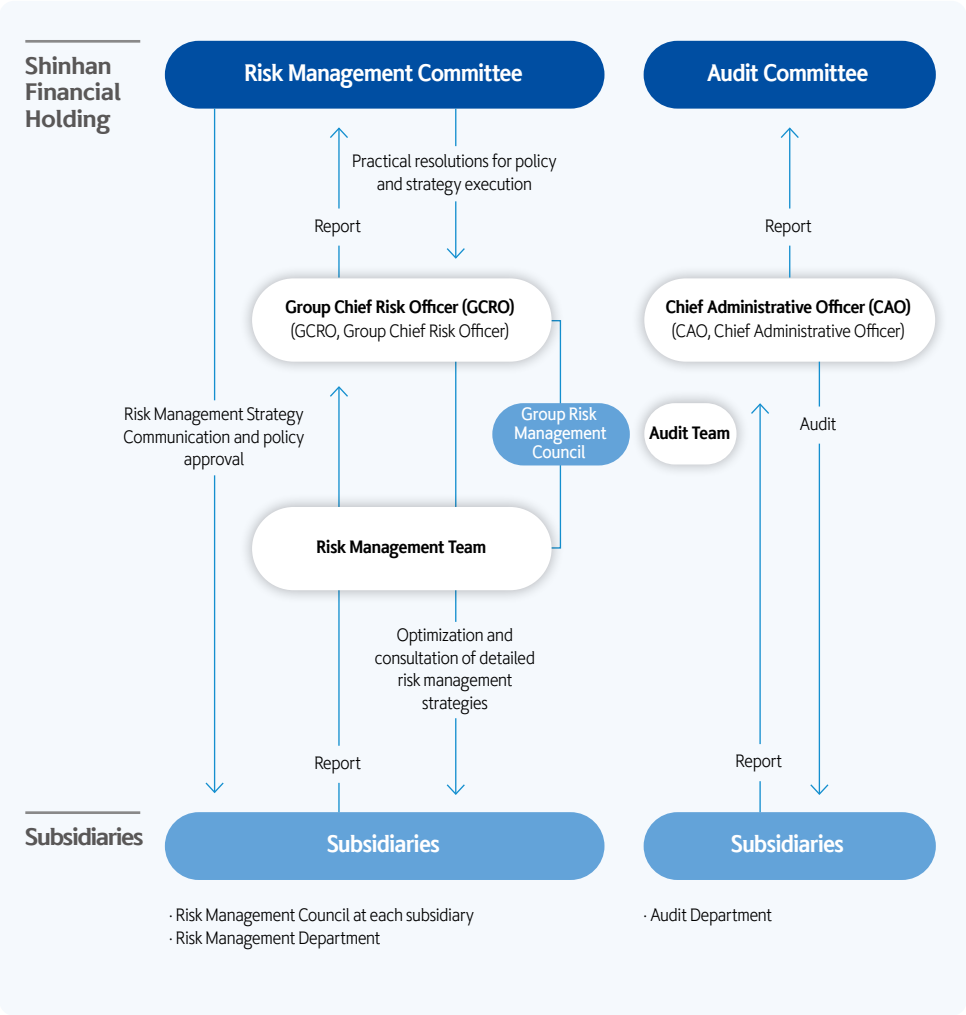 Shinhan
Financial
Holding
Risk Management Committee
Audit Committee
Practical resolutions for policy
and strategy execution
Report
Report
Group Chief Risk Officer (GCRO)
(GCRO, Group Chief Risk Officer)
Chief Administrative Officer (CAO)
(CAO, Chief Administrative Officer)
Risk Management Strategy
Communication and policy
approval
Group Risk
Management
Council
Audit Team
Audit
Risk Management Team
Optimization and
consultation of detailed
risk management
strategies
Report
Report
Subsidiaries
Subsidiaries
Subsidiaries
· Risk Management Council at each subsidiary
· Risk Management Department
· Audit Department